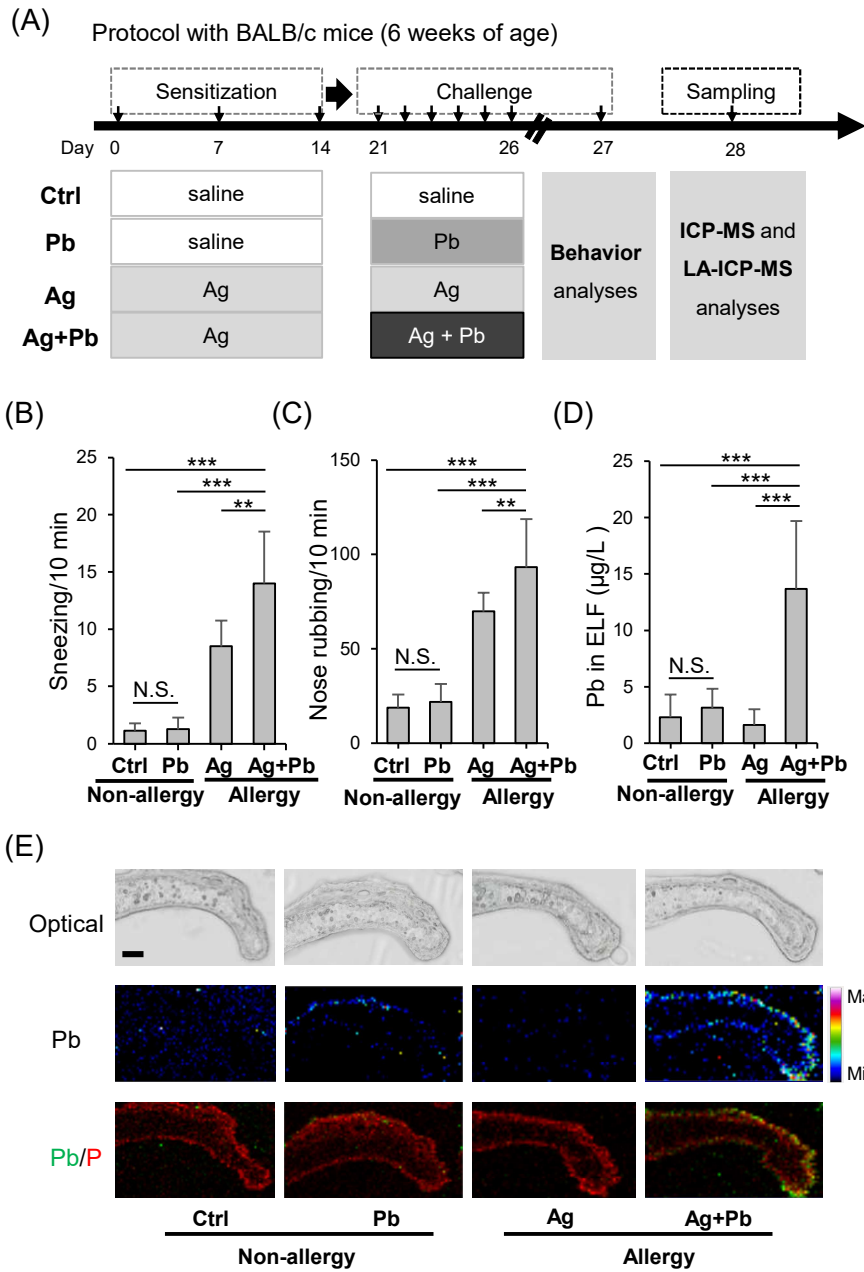 (A)
Protocol with BALB/c mice (6 weeks of age)
Sensitization
Challenge
Sampling
Day 0 7 14 21 26 27 28
Ctrl saline saline
Pb saline Pb
Ag Ag Ag
Ag+Pb Ag Ag + Pb
Behavior
analyses
ICP-MS and
LA-ICP-MS
analyses
(B)
Sneezing/10 min
25
20
15
10
5
0
***
***
**
N.S.
Ctrl Pb Ag Ag+Pb
Non-allergy Allergy
(C)
Nose rubbing/10 min
150
100
50
0
***
***
**
N.S.
Ctrl Pb Ag Ag+Pb
Non-allergy Allergy
(D)
Pb in ELF (μg/L )
25
20
15
10
5
0
***
***
***
N.S.
Ctrl Pb Ag Ag+Pb
Non-allergy Allergy
(E)
Optical
Pb
Ma
Mi
Pb/P
Ctrl Pb Ag Ag+Pb
Non-allergy Allergy